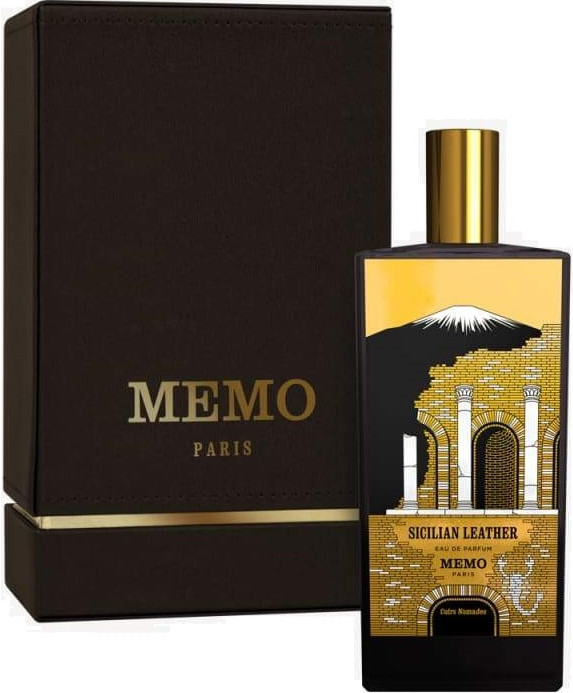 MEMO
PARIS
SICILIAN LEATHER
EAU DE PARFUM
MEMO
PARIS
Cuirs Nomades